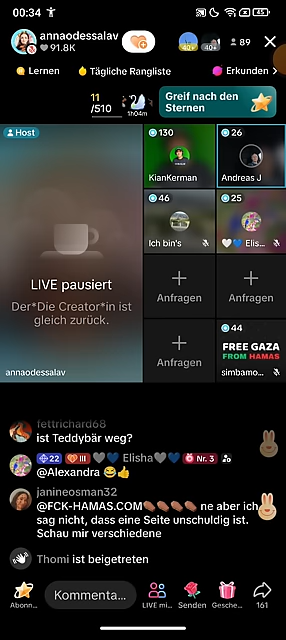 00:34
45
annaodessalav
91.8K
40+
40+
89
Lernen
Tägliche Rangliste
Erkunden
11
/510
1h04m
Greif nach den
Sternen
Host
130
KianKerman
26
Andreas J
46
Ich bin's
25
Elis...
LIVE pausiert
Der*Die Creator*in ist
gleich zurück.
annaodessalav
Anfragen
Anfragen
Anfragen
44
FREE GAZA
FROM HAMAS
simbamo...
fettrichard68
ist Teddybär weg?
22 III 🩶💙 Elisha🩶💙 Nr. 3
@Alexandra 😂👍
janineosman32
@FCK-HAMAS.COM ne aber ich
sag nicht, dass eine Seite unschuldig ist.
Schau mir verschiedene
Thomi ist beigetreten
Kommenta...
Abonn...
LIVE mi...
Senden
Gesche...
161